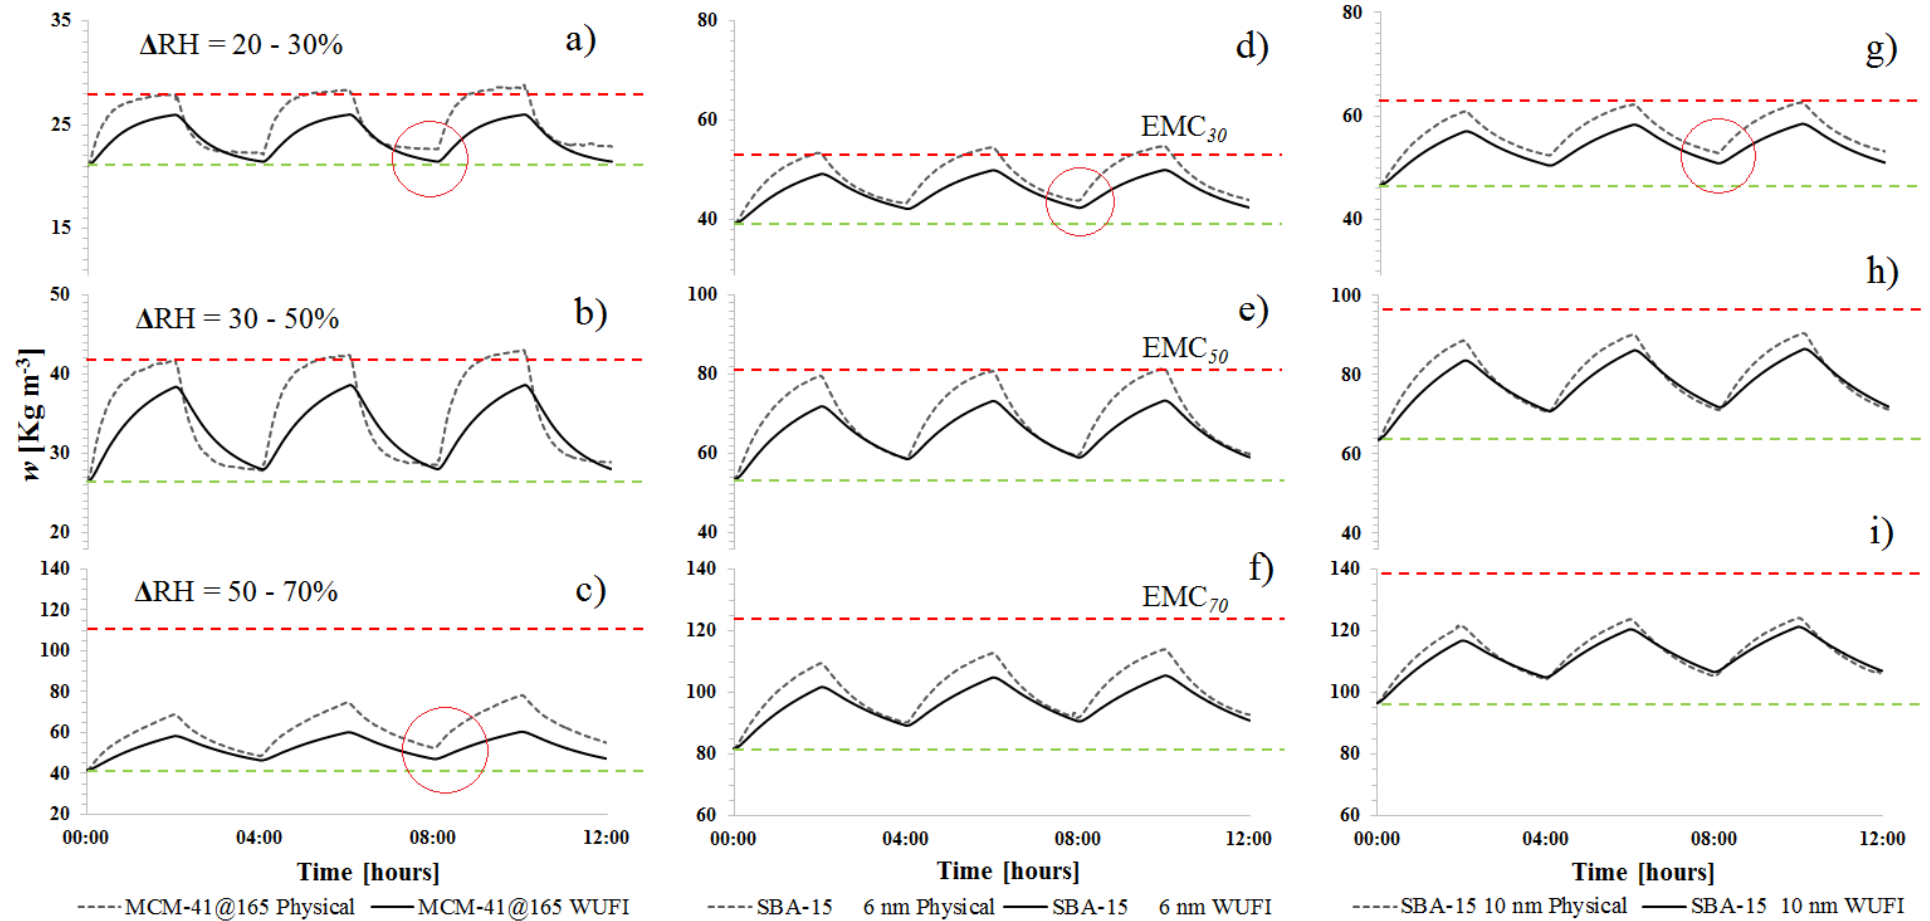 35
ΔRH = 20 - 30%
a)
25
15
50
ΔRH = 30 - 50%
b)
40
30
20
w [Kg m-3]
140
ΔRH = 50 - 70%
c)
120
100
80
60
40
20
00:00
04:00
08:00
12:00
Time [hours]
MCM-41@165 Physical
MCM-41@165 WUFI
80
d)
60
EMC30
40
100
e)
80
EMC50
60
40
140
f)
120
EMC70
100
80
60
00:00
04:00
08:00
12:00
Time [hours]
SBA-15 6 nm Physical
SBA-15 6 nm WUFI
80
g)
60
40
100
h)
80
60
40
140
i)
120
100
80
60
00:00
04:00
08:00
12:00
Time [hours]
SBA-15 10 nm Physical
SBA-15 10 nm WUFI